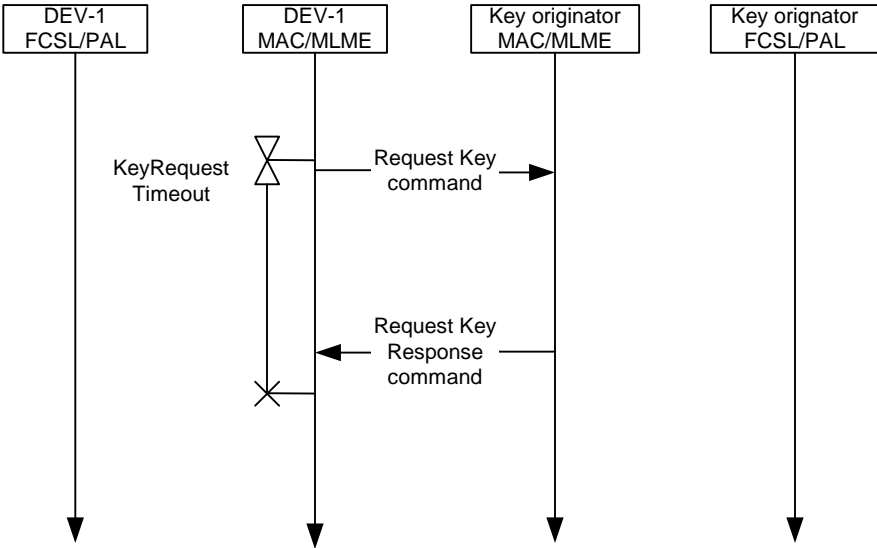 DEV-1
FCSL/PAL
DEV-1
MAC/MLME
Key originator
MAC/MLME
Key orignator
FCSL/PAL
KeyRequest
Timeout
Request Key
command
Request Key
Response
command